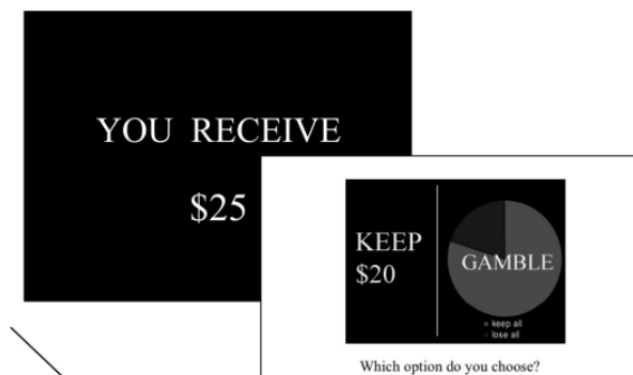 YOU RECEIVE
$25
KEEP
$20
GAMBLE
keep all
lose all
Which option do you choose?